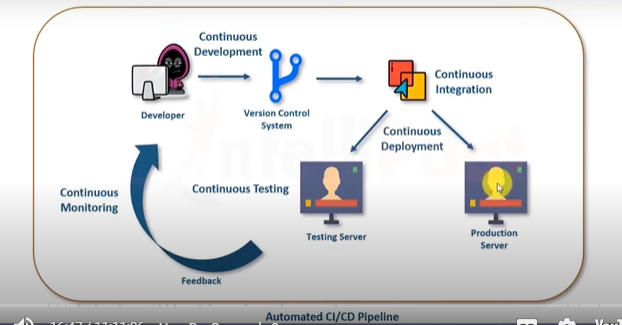 Continuous
Development
Developer
Version Control
System
Continuous
Integration
Continuous
Deployment
Continuous
Monitoring
Continuous Testing
Testing Server
Production
Server
Feedback
Automated CI/CD Pipeline